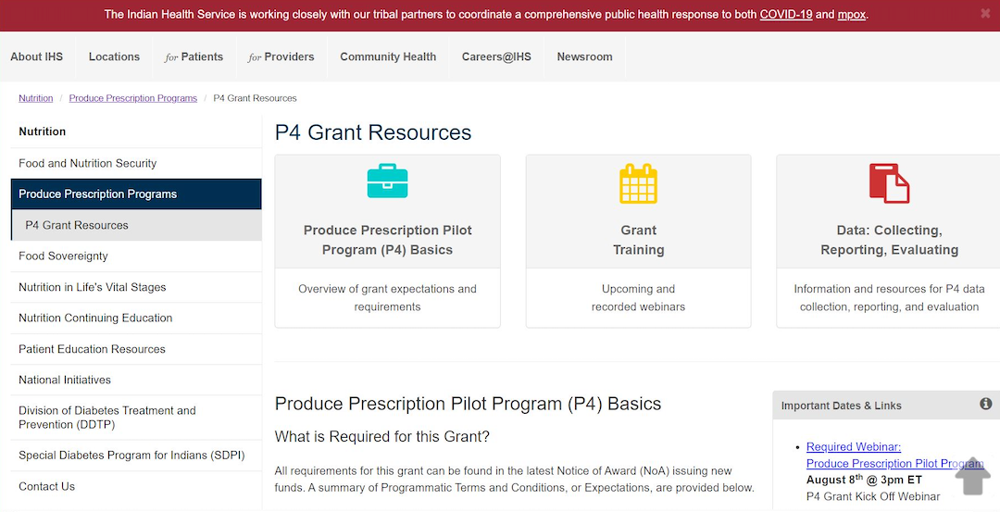 The Indian Health Service is working closely with our tribal partners to coordinate a comprehensive public health response to both COVID-19 and mpox.
About IHS
Locations
for Patients
for Providers
Community Health
Careers@IHS
Newsroom
Nutrition / Produce Prescription Programs / P4 Grant Resources
Nutrition
Food and Nutrition Security
Produce Prescription Programs
P4 Grant Resources
Food Sovereignty
Nutrition in Life's Vital Stages
Nutrition Continuing Education
Patient Education Resources
National Initiatives
Division of Diabetes Treatment and
Prevention (DDTP)
Special Diabetes Program for Indians (SDPI)
Contact Us
P4 Grant Resources
Produce Prescription Pilot
Program (P4) Basics
Overview of grant expectations and
requirements
Grant
Training
Upcoming and
recorded webinars
Data: Collecting,
Reporting, Evaluating
Information and resources for P4 data
collection, reporting, and evaluation
Produce Prescription Pilot Program (P4) Basics
What is Required for this Grant?
All requirements for this grant can be found in the latest Notice of Award (NoA) issuing new
funds. A summary of Programmatic Terms and Conditions, or Expectations, are provided below.
Important Dates & Links
• Required Webinar:
Produce Prescription Pilot Program
August 8th @ 3pm ET
P4 Grant Kick Off Webinar